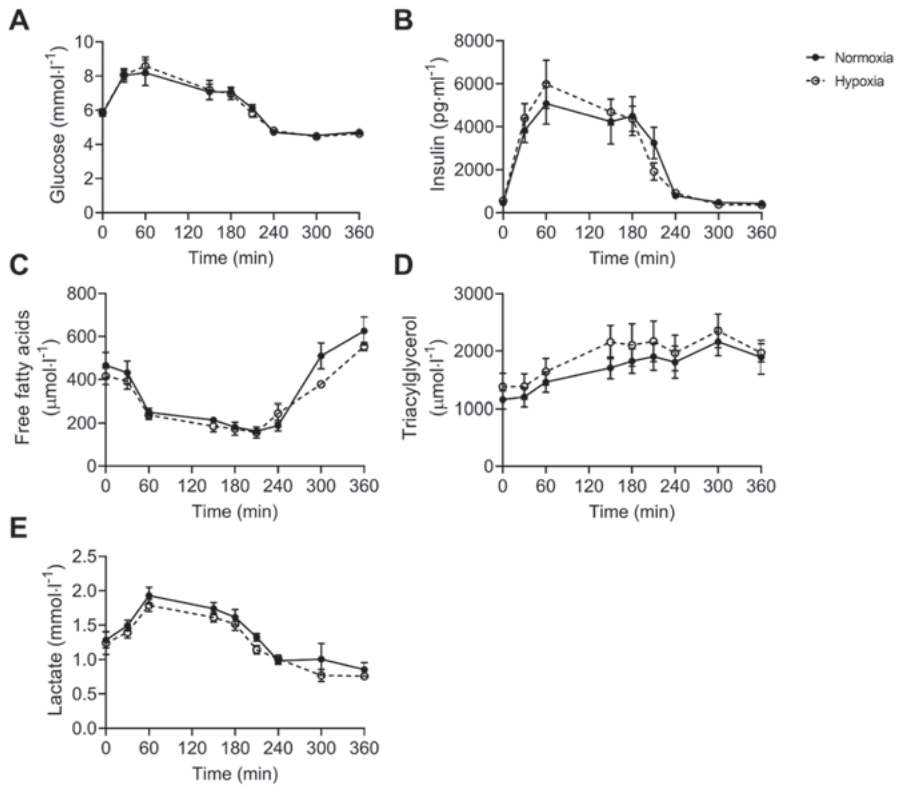 A
Glucose (mmol·l⁻¹)
10
8
6
4
2
0
0 60 120 180 240 300 360
Time (min)
B
Insulin (pg·ml⁻¹)
8000
6000
4000
2000
0
0 60 120 180 240 300 360
Time (min)
Normoxia
Hypoxia
C
Free fatty acids
(μmol·l⁻¹)
800
600
400
200
0
0 60 120 180 240 300 360
Time (min)
D
Triacylglycerol
(μmol·l⁻¹)
3000
2000
1000
0
0 60 120 180 240 300 360
Time (min)
E
Lactate (mmol·l⁻¹)
2.5
2.0
1.5
1.0
0.5
0.0
0 60 120 180 240 300 360
Time (min)